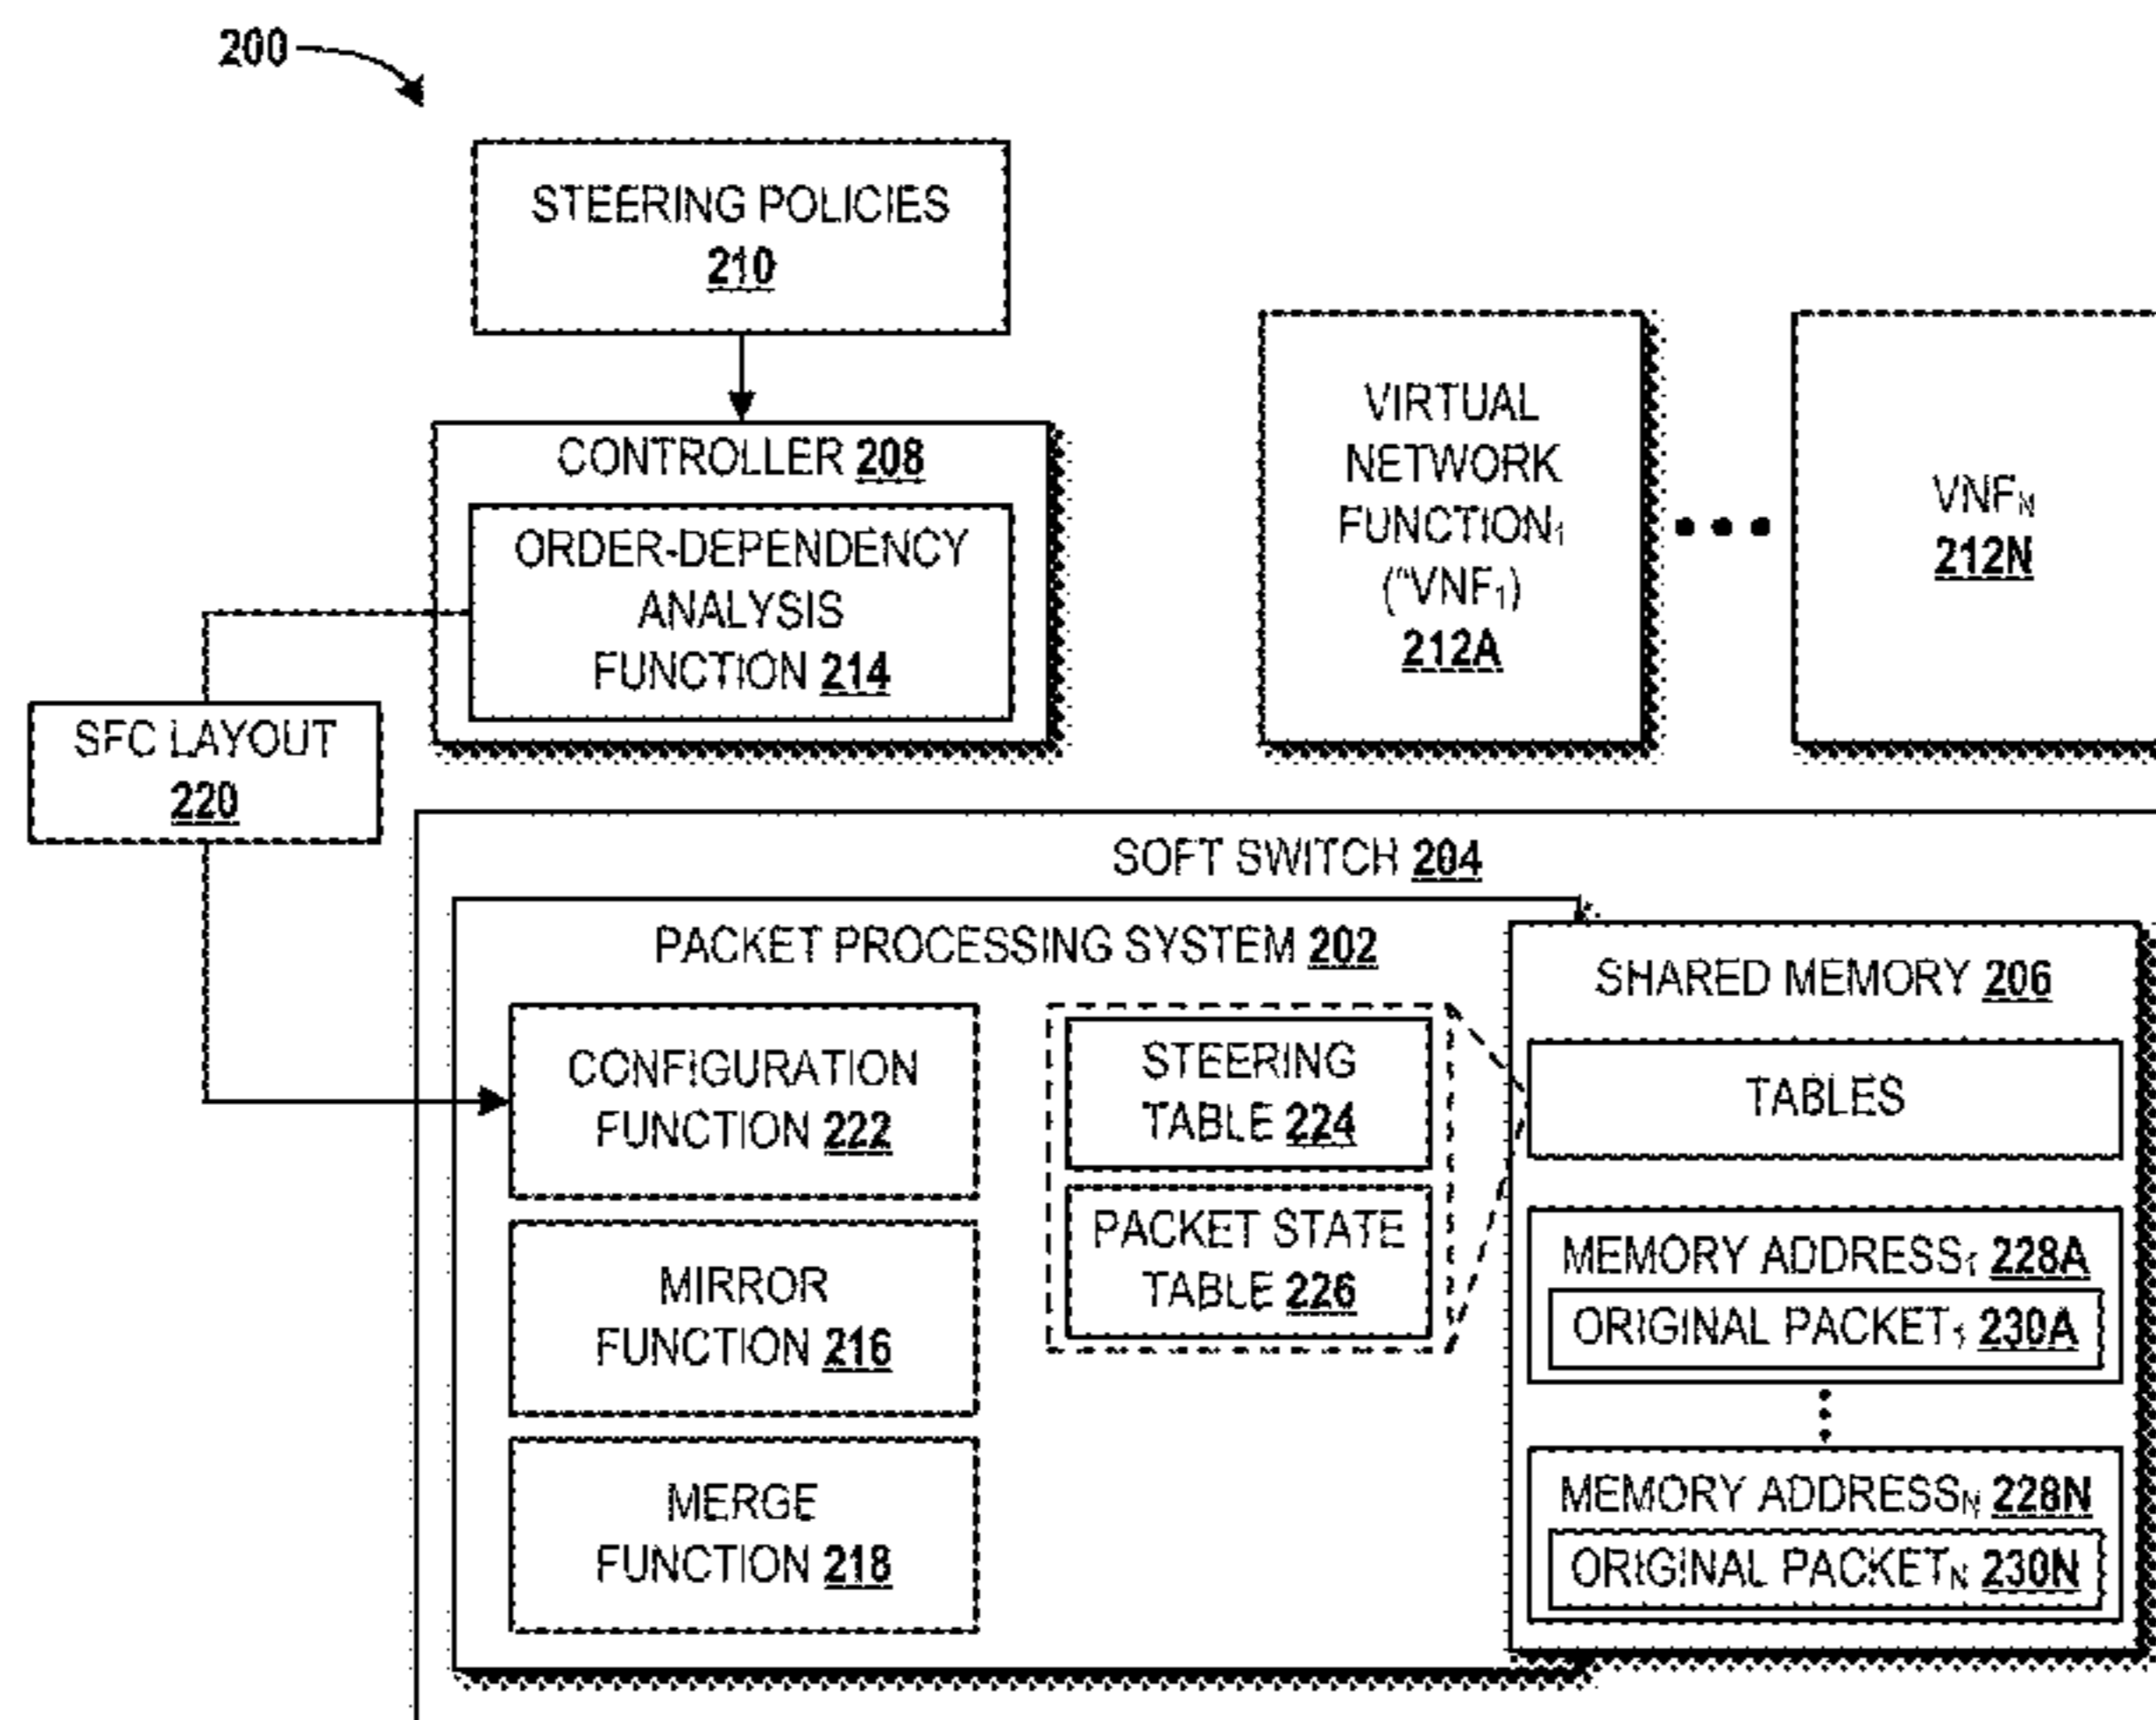 200
STEERING POLICIES
210
CONTROLLER 208
ORDER-DEPENDENCY
ANALYSIS
FUNCTION 214
SFC LAYOUT
220
VIRTUAL
NETWORK
FUNCTION₁
("VNF₁)
212A
VNF_N
212N
SOFT SWITCH 204
PACKET PROCESSING SYSTEM 202
CONFIGURATION
FUNCTION 222
MIRROR
FUNCTION 216
MERGE
FUNCTION 218
STEERING
TABLE 224
PACKET STATE
TABLE 226
SHARED MEMORY 206
TABLES
MEMORY ADDRESS₁ 228A
ORIGINAL PACKET₁ 230A
MEMORY ADDRESS_N 228N
ORIGINAL PACKET_N 230N